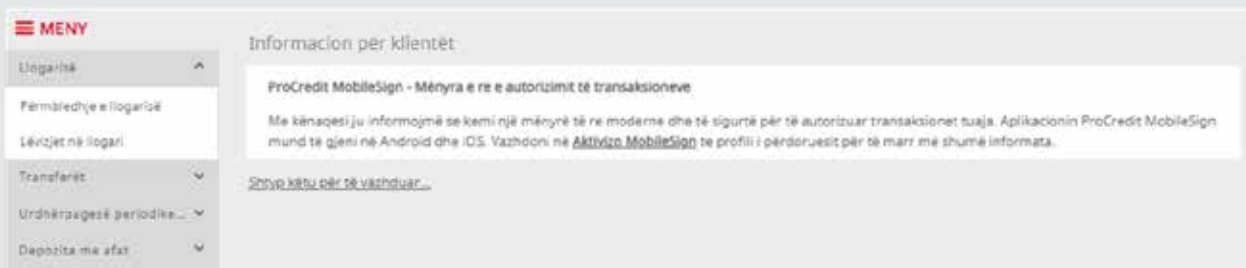 MENY
Llogaritë
Përmbledhje e llogarisë
Lëvizjet në llogari
Transferët
Urdhërpagesë periodike...
Depozita me afat
Informacion për klientët
ProCredit MobileSign - Mënyra e re e autorizimit të transaksioneve
Me kënaqësi ju informojmë se kemi një mënyrë të re moderne dhe të sigurtë për të autorizuar transaksionet tuaja. Aplikacionin ProCredit MobileSign
mund të gjeni në Android dhe iOS. Vazhdoni në Aktivizo MobileSign te profili i përdoruesit për të marr më shumë informata.
Shtyp këtu për të vazhduar...